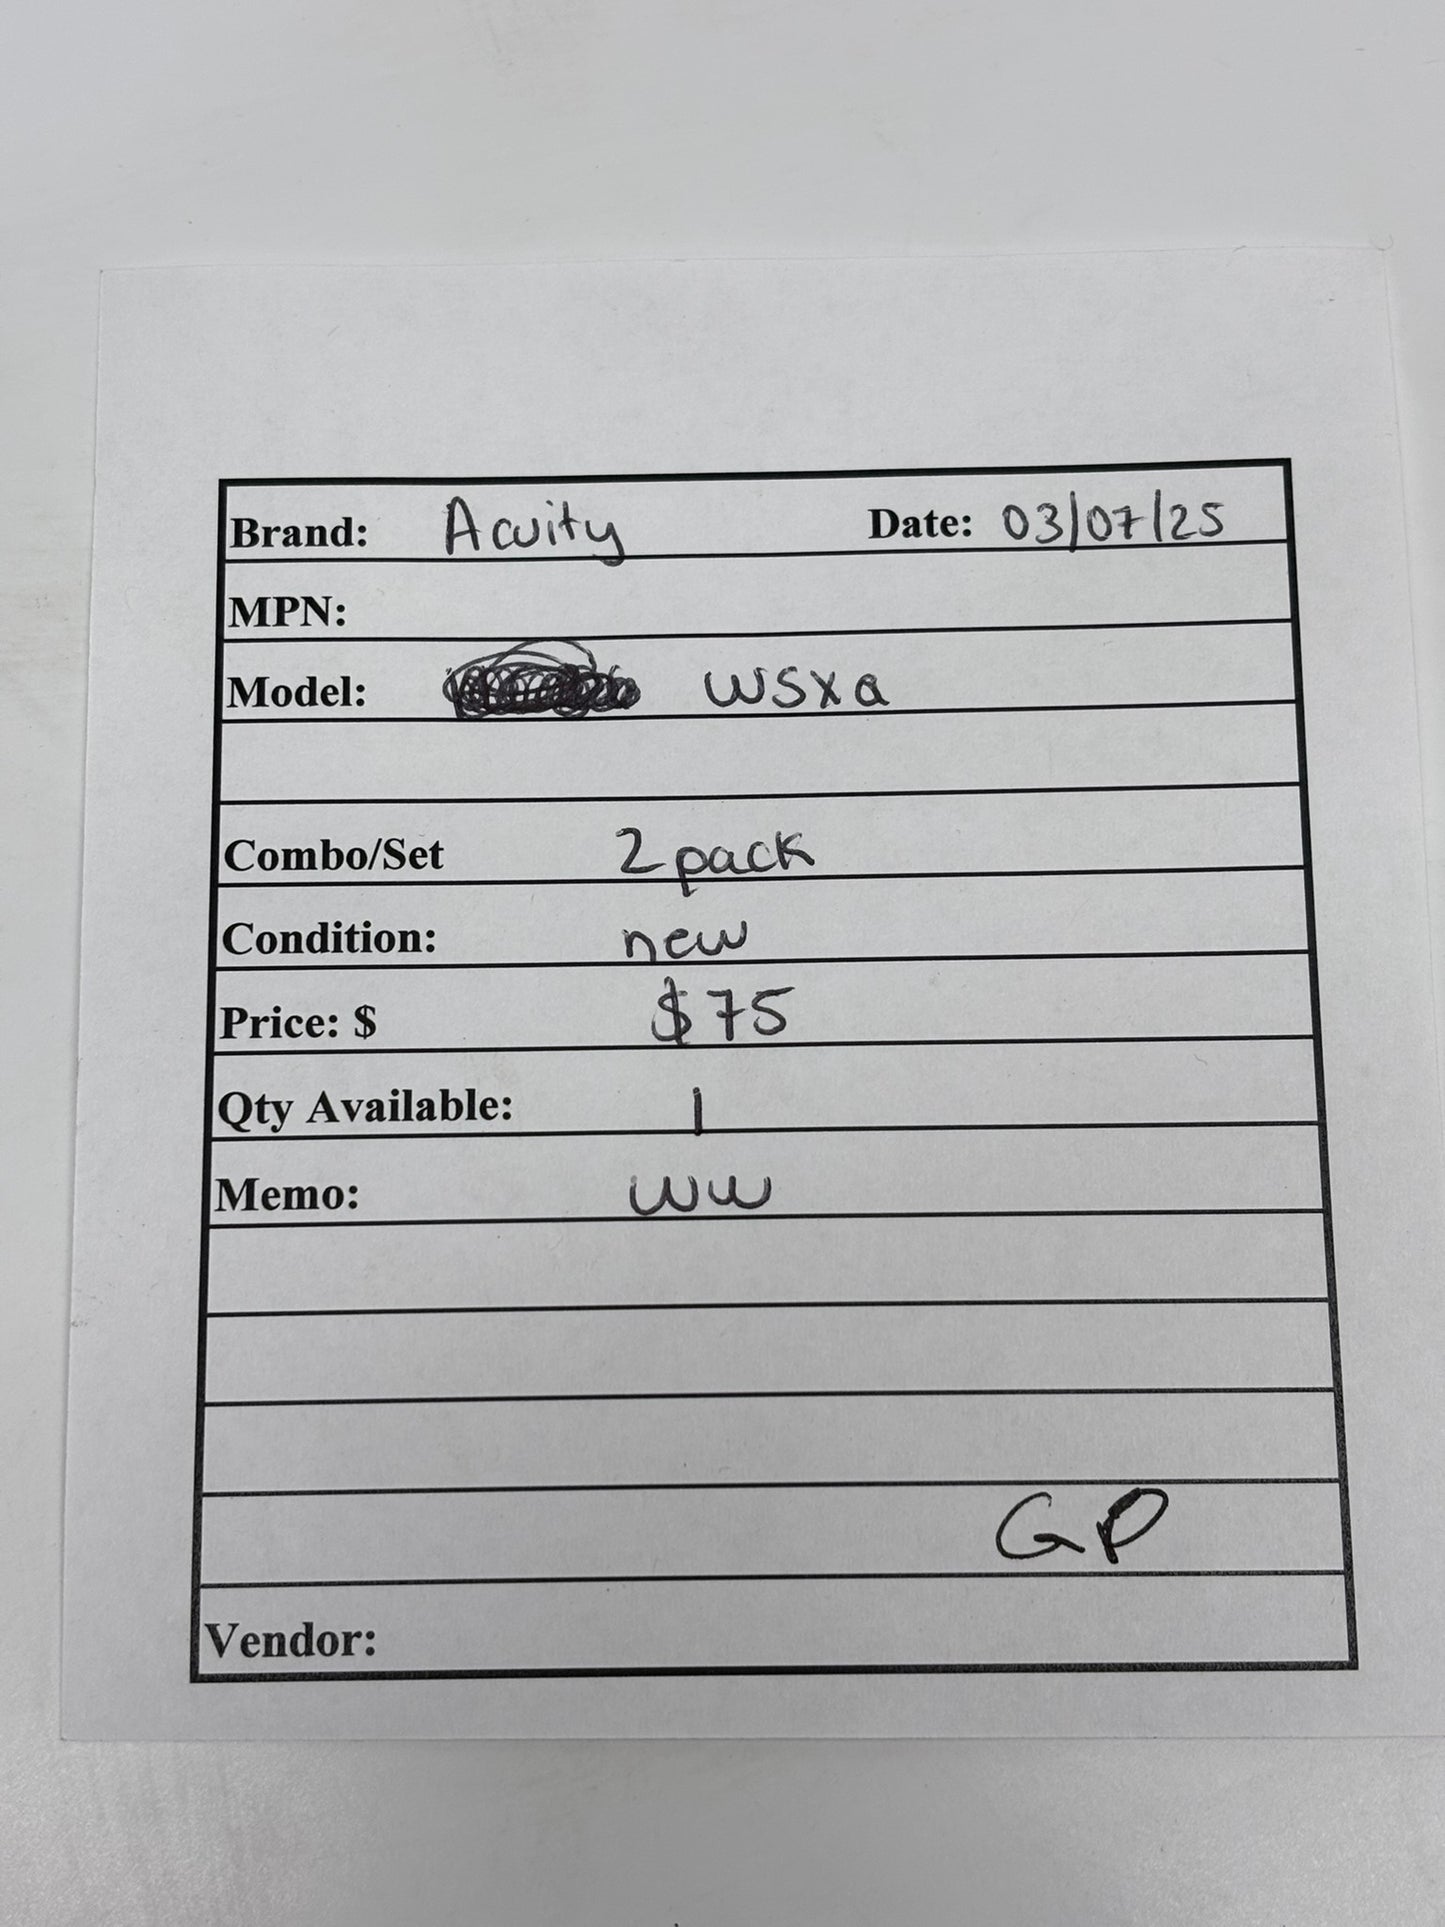 Brand: Acuity Date: 03/07/25
MPN:
Model: WSXa
Combo/Set 2 pack
Condition: new
Price: $ $75
Qty Available: 1
Memo: WW
GP
Vendor: